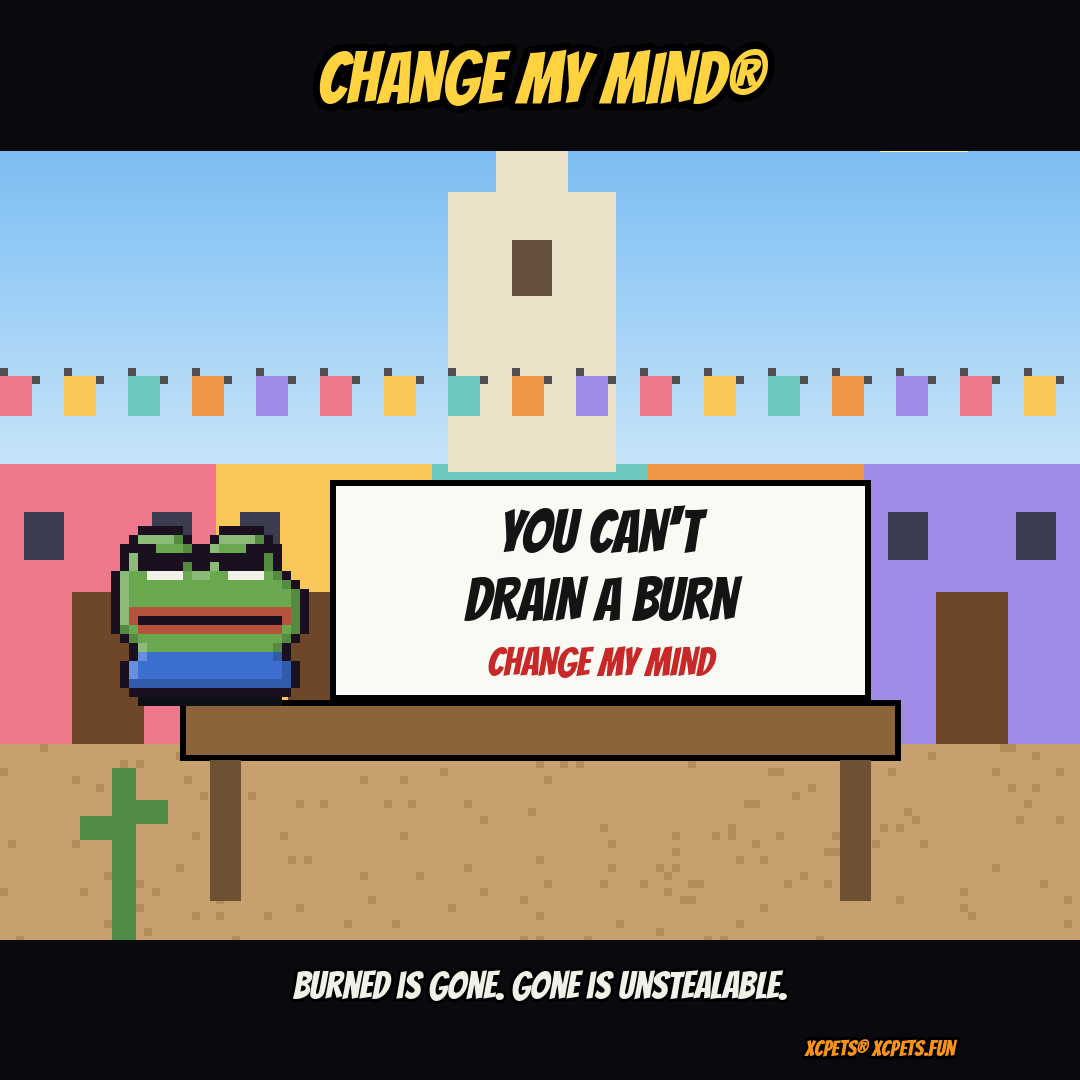 CHANGE MY MIND®
YOU CAN'T
DRAIN A BURN
CHANGE MY MIND
BURNED IS GONE. GONE IS UNSTEALABLE.
XCPETS® XCPETS.FUN